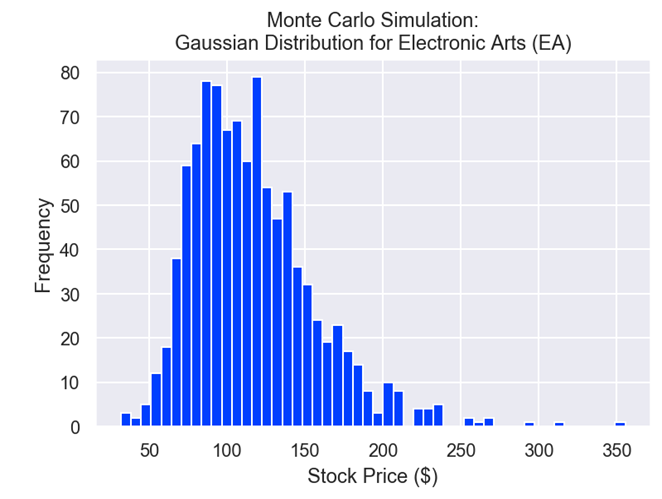 Monte Carlo Simulation:
Gaussian Distribution for Electronic Arts (EA)
80
70
60
50
40
30
20
10
0
Frequency
50 100 150 200 250 300 350
Stock Price ($)